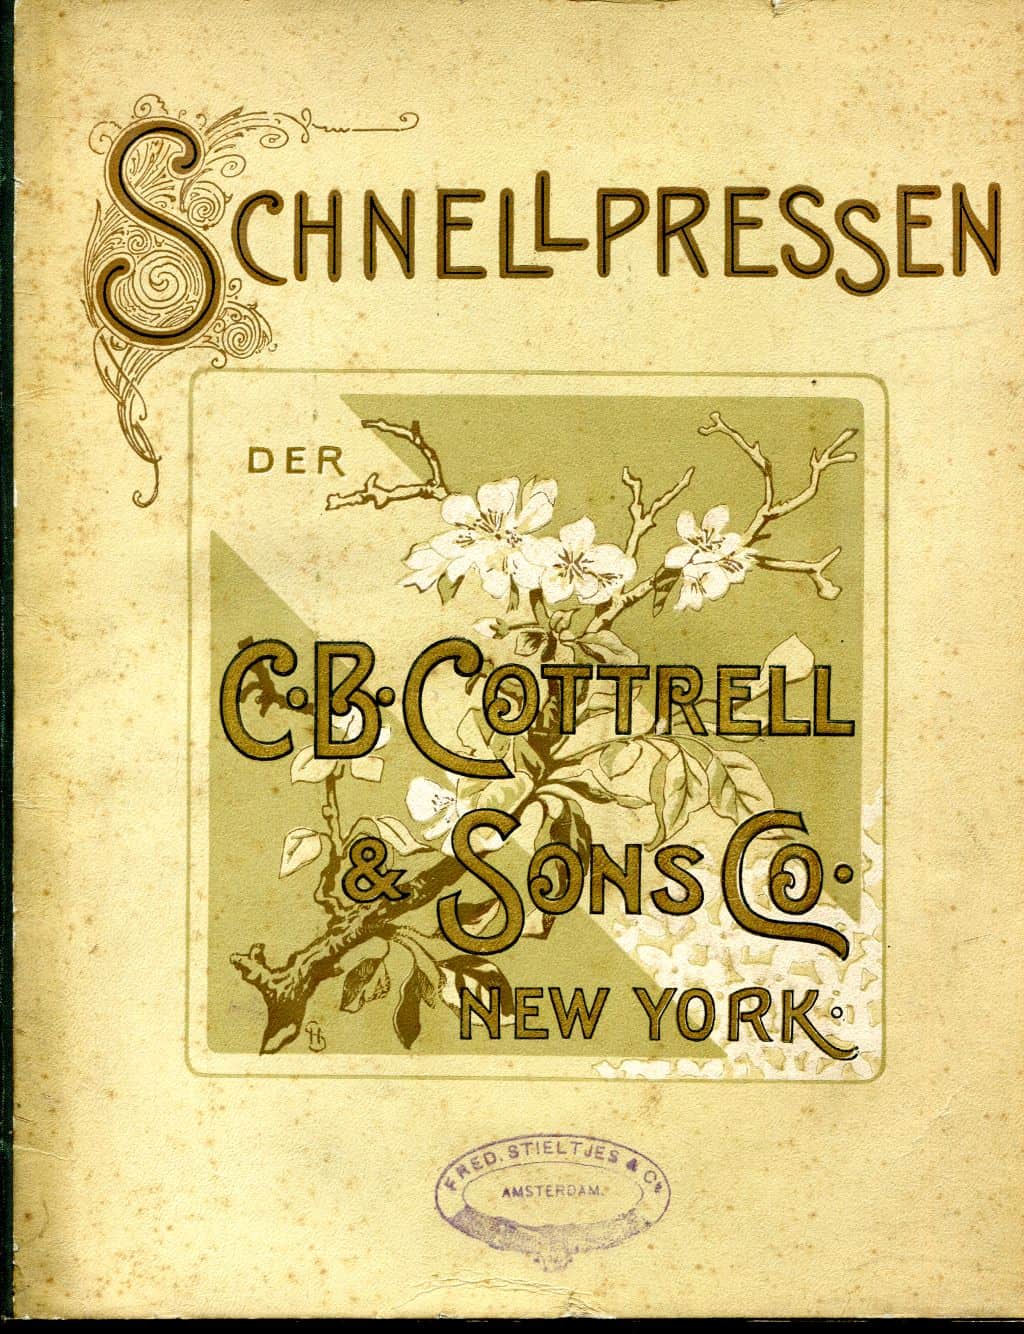 SCHNELLPRESSEN
DER
C·B·COTTRELL
& SONS CO·
NEW YORK·
FRED. STIELTJES & Co
AMSTERDAM.